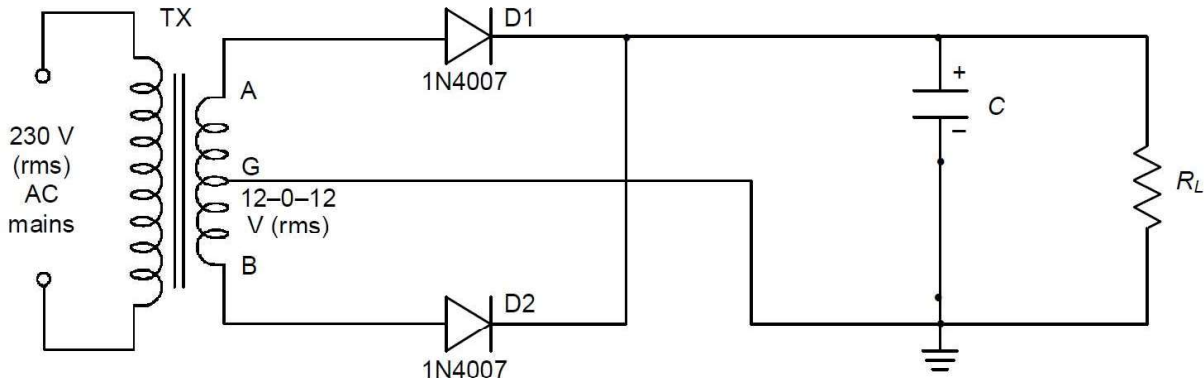 TX
D1
1N4007
A
+
C
−
230 V
(rms)
AC
mains
G
12–0–12
V (rms)
R_L
B
D2
1N4007